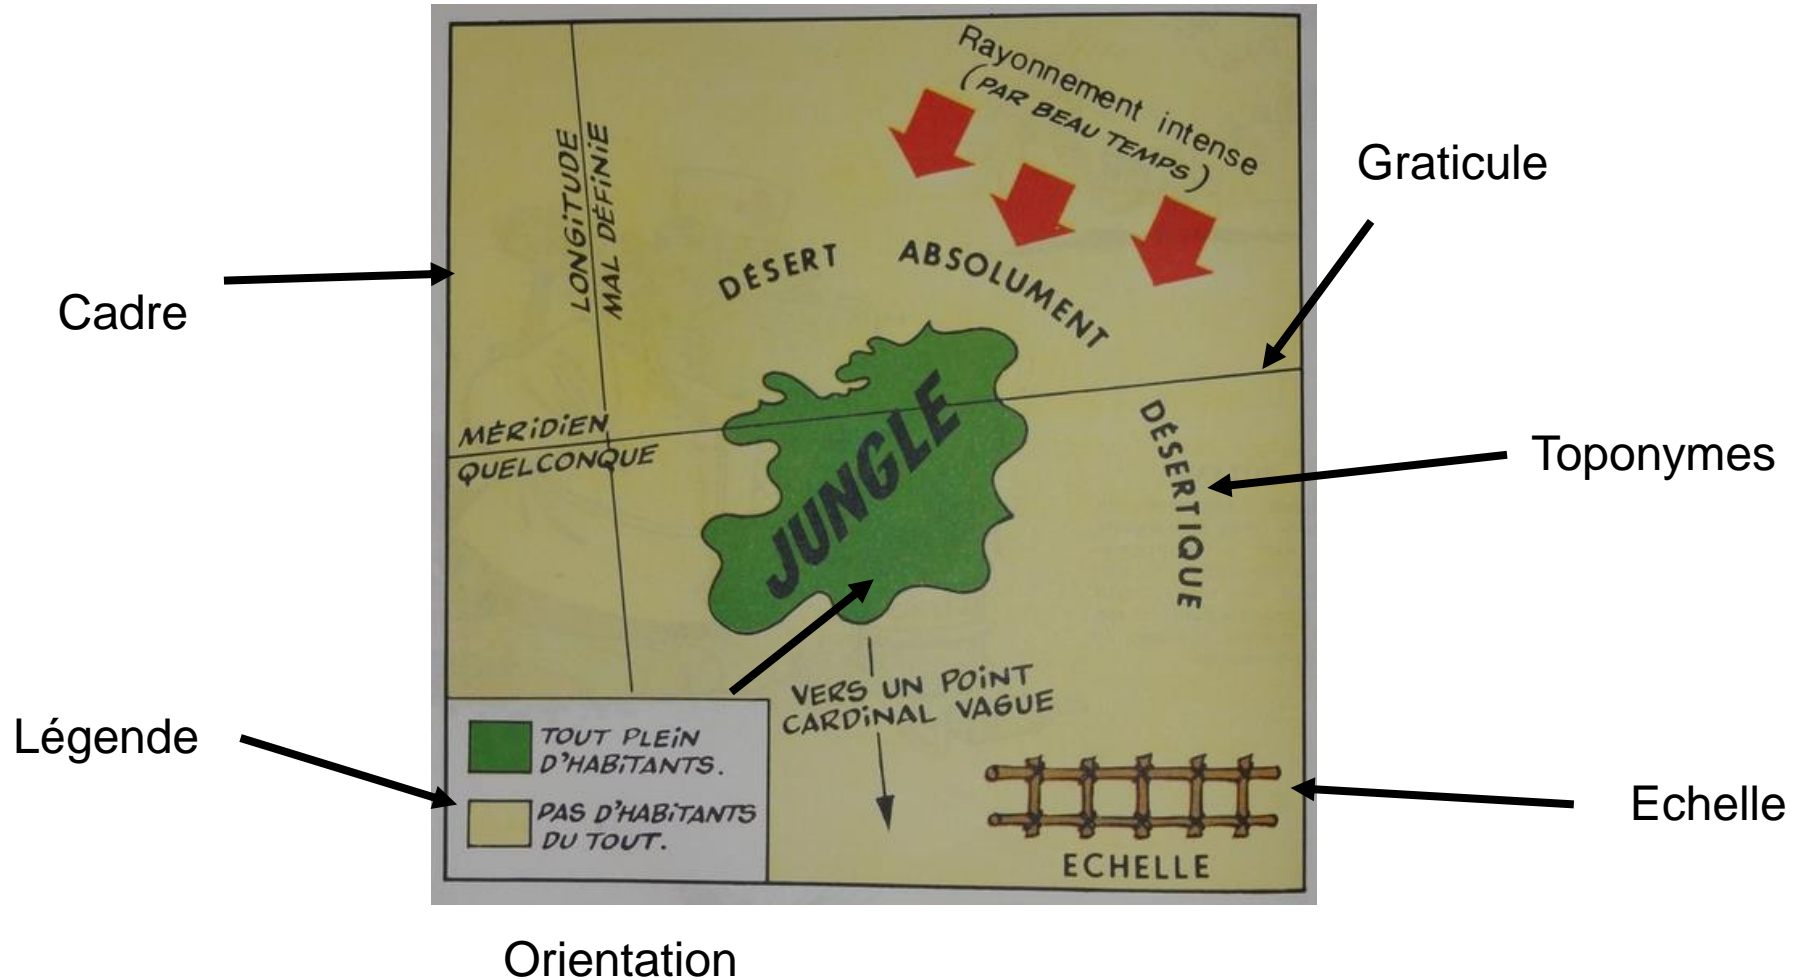 Rayonnement intense
(PAR BEAU TEMPS)
Graticule
LONGITUDE
MAL DÉFINIE
DÉSERT ABSOLUMENT
Cadre
MÉRIDIEN
QUELCONQUE
JUNGLE
DÉSERTIQUE
Toponymes
VERS UN POINT
CARDINAL VAGUE
Légende
TOUT PLEIN
D'HABITANTS.
PAS D'HABITANTS
DU TOUT.
ECHELLE
Echelle
Orientation